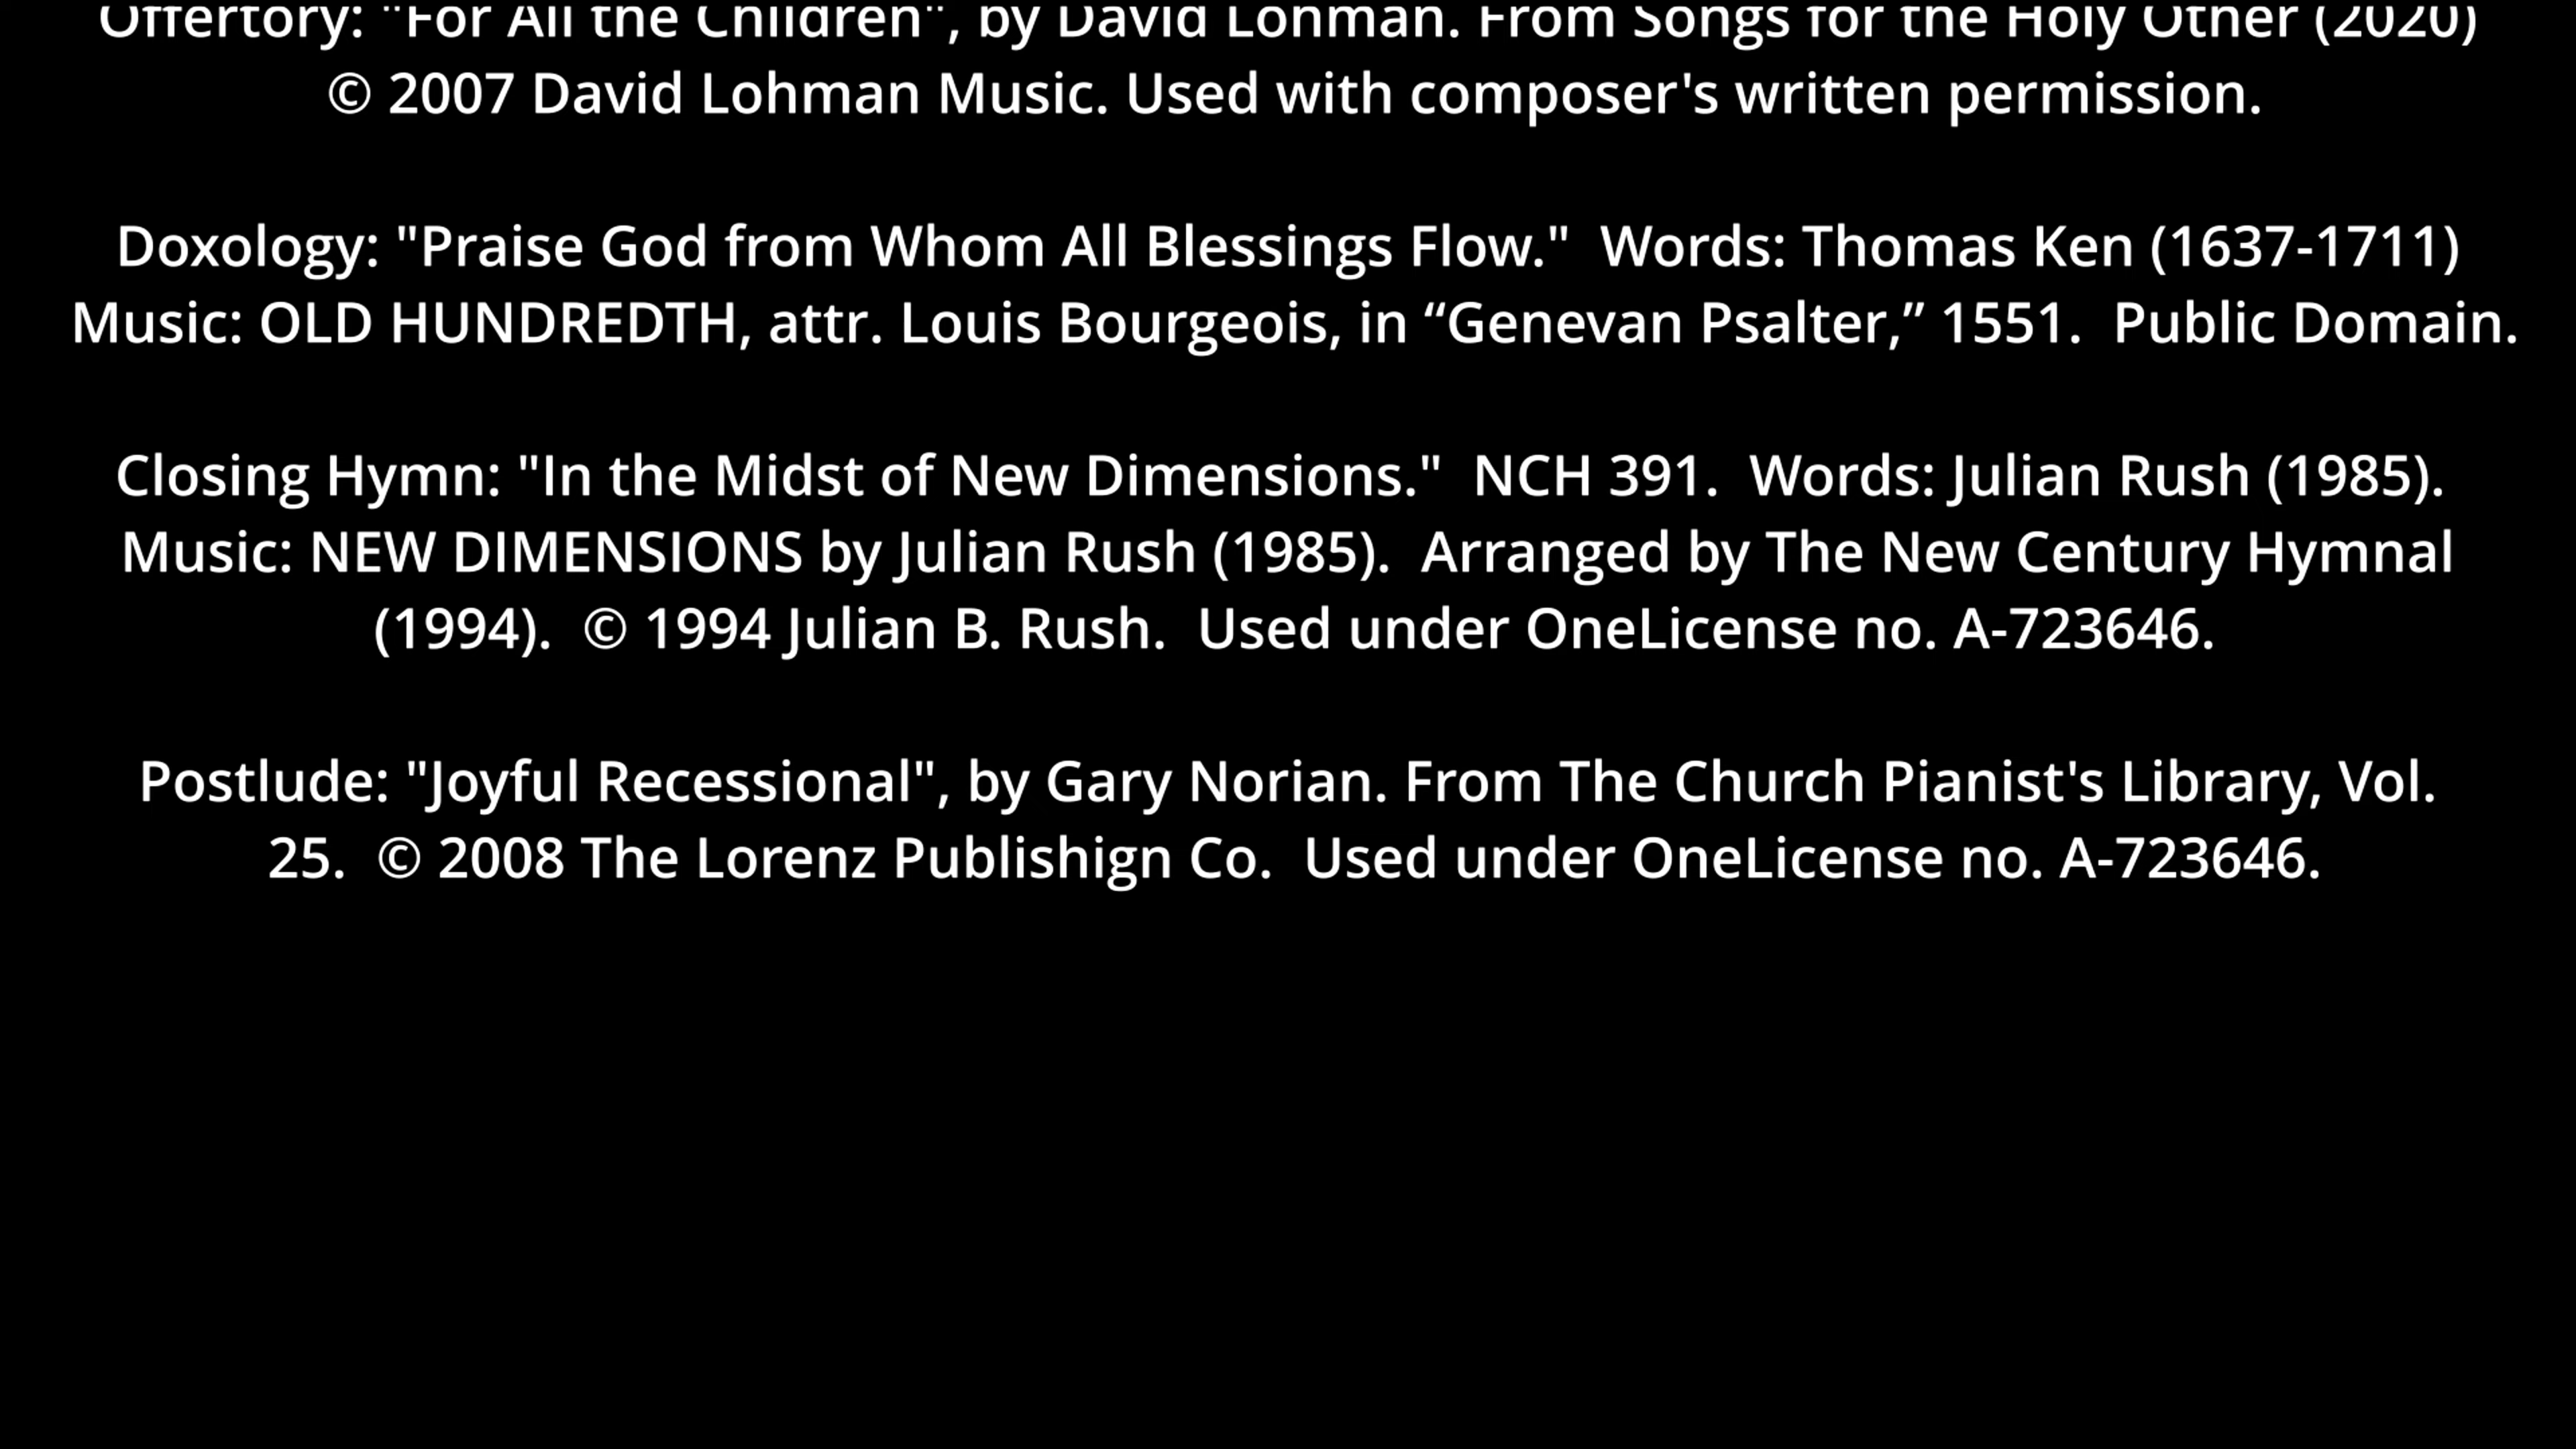 Offertory: "For All the Children", by David Lohman. From Songs for the Holy Other (2020)
© 2007 David Lohman Music. Used with composer's written permission.
Doxology: "Praise God from Whom All Blessings Flow."  Words: Thomas Ken (1637-1711)
Music: OLD HUNDREDTH, attr. Louis Bourgeois, in “Genevan Psalter,” 1551.  Public Domain.
Closing Hymn: "In the Midst of New Dimensions."  NCH 391.  Words: Julian Rush (1985).
Music: NEW DIMENSIONS by Julian Rush (1985).  Arranged by The New Century Hymnal
(1994).  © 1994 Julian B. Rush.  Used under OneLicense no. A-723646.
Postlude: "Joyful Recessional", by Gary Norian. From The Church Pianist's Library, Vol.
25.  © 2008 The Lorenz Publishign Co.  Used under OneLicense no. A-723646.